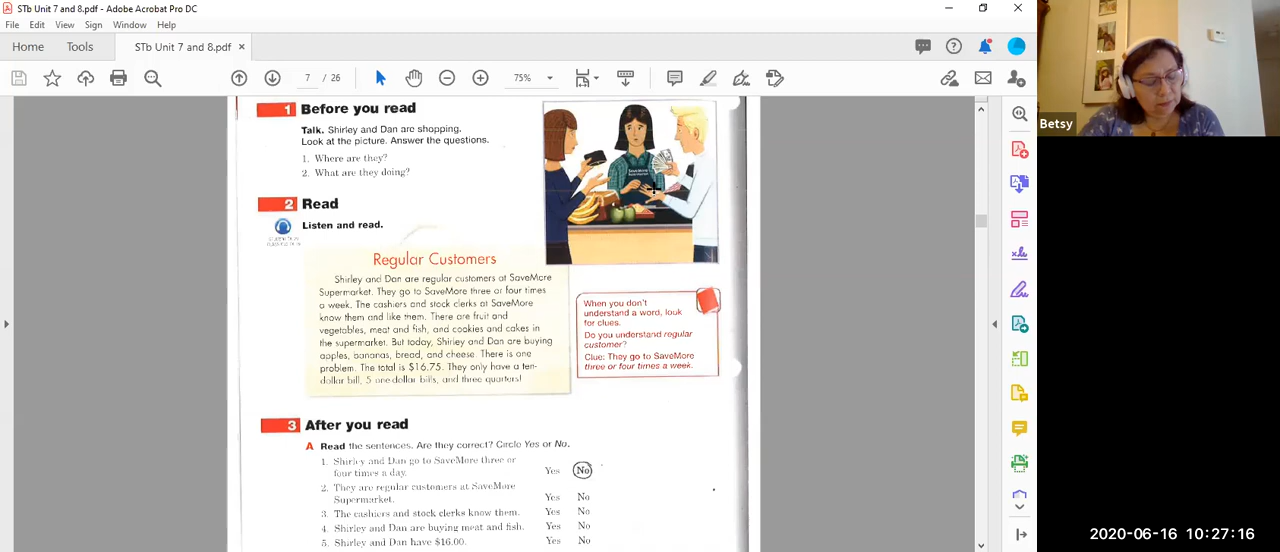 STb Unit 7 and 8.pdf - Adobe Acrobat Pro DC
File Edit View Sign Window Help
Home Tools STb Unit 7 and 8.pdf ×
7 / 26 75%
1 Before you read
Talk. Shirley and Dan are shopping.
Look at the picture. Answer the questions.
1. Where are they?
2. What are they doing?
2 Read
Listen and read.
Regular Customers
Shirley and Dan are regular customers at SaveMore
Supermarket. They go to SaveMore three or four times
a week. The cashiers and stock clerks at SaveMore
know them and like them. There are fruit and
vegetables, meat and fish, and cookies and cakes in
the supermarket. But today, Shirley and Dan are buying
apples, bananas, bread, and cheese. There is one
problem. The total is $16.75. They only have a ten-
dollar bill, 5 one-dollar bills, and three quarters!
When you don't
understand a word, look
for clues.
Do you understand regular
customer?
Clue: They go to SaveMore
three or four times a week.
3 After you read
A Read the sentences. Are they correct? Circle Yes or No.
1. Shirley and Dan go to SaveMore three or
four times a day. Yes No
2. They are regular customers at SaveMore
Supermarket. Yes No
3. The cashiers and stock clerks know them. Yes No
4. Shirley and Dan are buying meat and fish. Yes No
5. Shirley and Dan have $16.00. Yes No
Betsy
2020-06-16 10:27:16